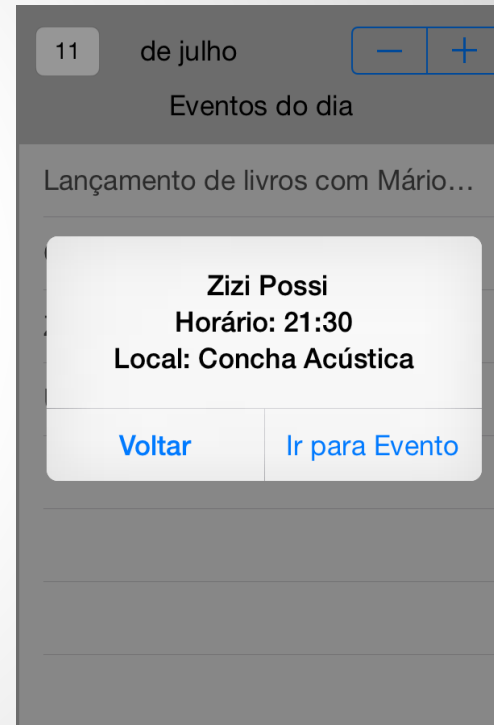 11 de julho − +
Eventos do dia
Lançamento de livros com Mário...
Zizi Possi
Horário: 21:30
Local: Concha Acústica
Voltar Ir para Evento